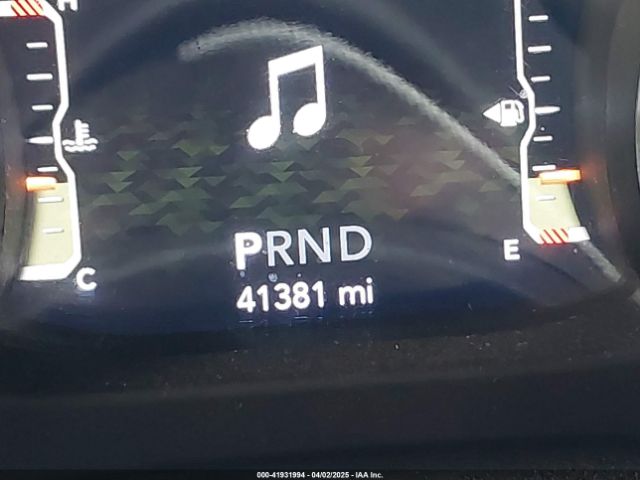 H
PRND
E
41381 mi
C
000-41931994 - 04/02/2025 - IAA Inc.